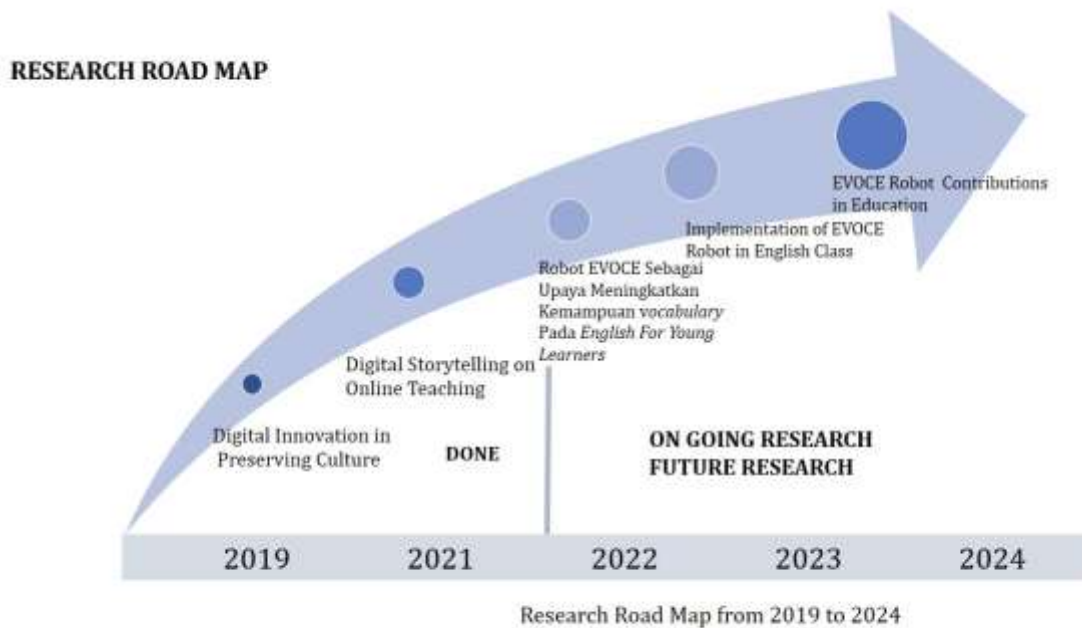 RESEARCH ROAD MAP
EVOCE Robot Contributions
in Education
Implementation of EVOCE
Robot in English Class
Robot EVOCE Sebagai
Upaya Meningkatkan
Kemampuan vocabulary
Pada English For Young
Learners
Digital Storytelling on
Online Teaching
Digital Innovation in
Preserving Culture
DONE
ON GOING RESEARCH
FUTURE RESEARCH
2019 2021 2022 2023 2024
Research Road Map from 2019 to 2024